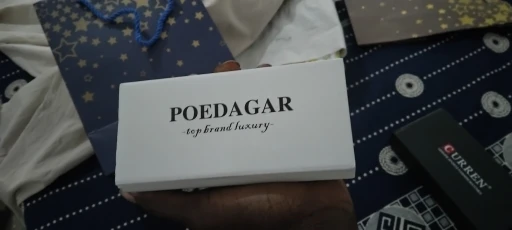 POEDAGAR
-top brand luxury-
CURREN